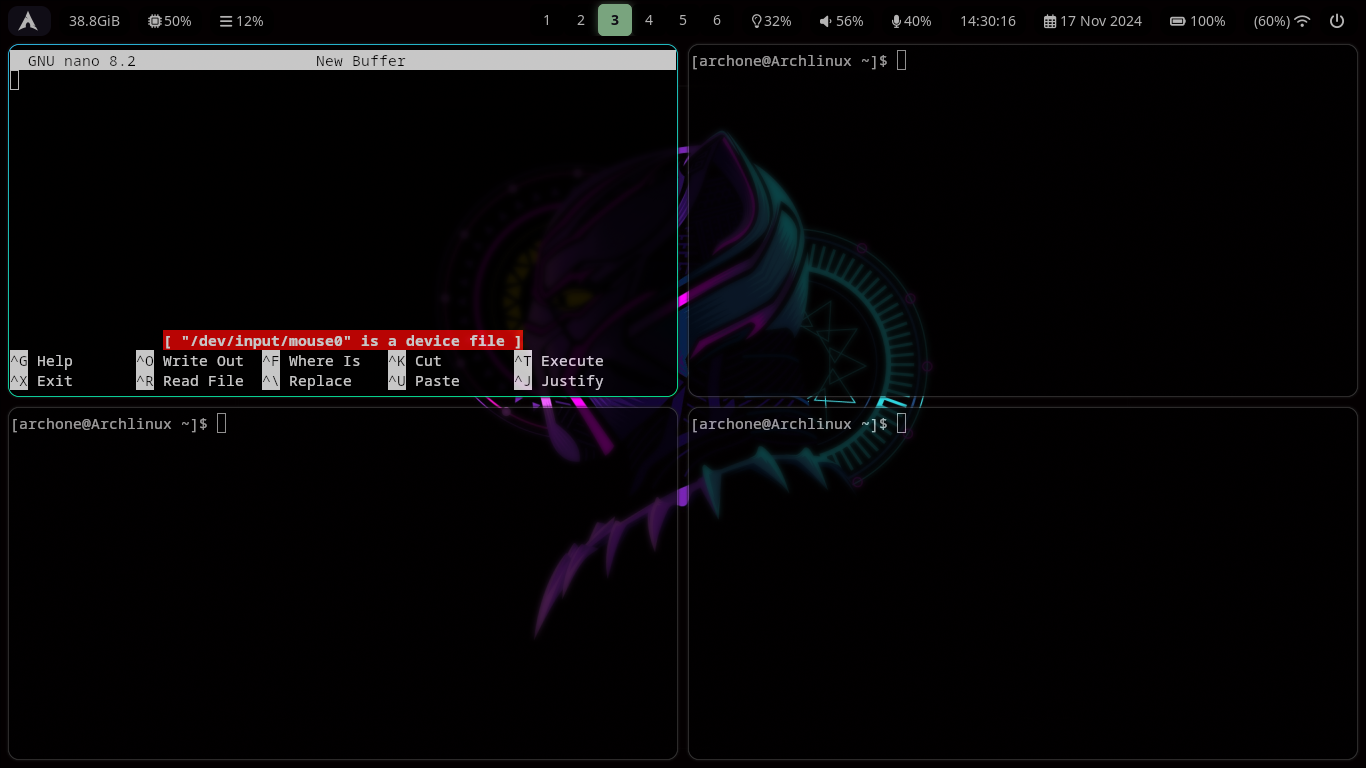 38.8GiB 50% 12% 1 2 3 4 5 6 32% 56% 40% 14:30:16 17 Nov 2024 100% (60%)
GNU nano 8.2 New Buffer
[ "/dev/input/mouse0" is a device file ]
^G Help ^O Write Out ^F Where Is ^K Cut ^T Execute
^X Exit ^R Read File ^\ Replace ^U Paste ^J Justify
[archone@Archlinux ~]$
[archone@Archlinux ~]$
[archone@Archlinux ~]$